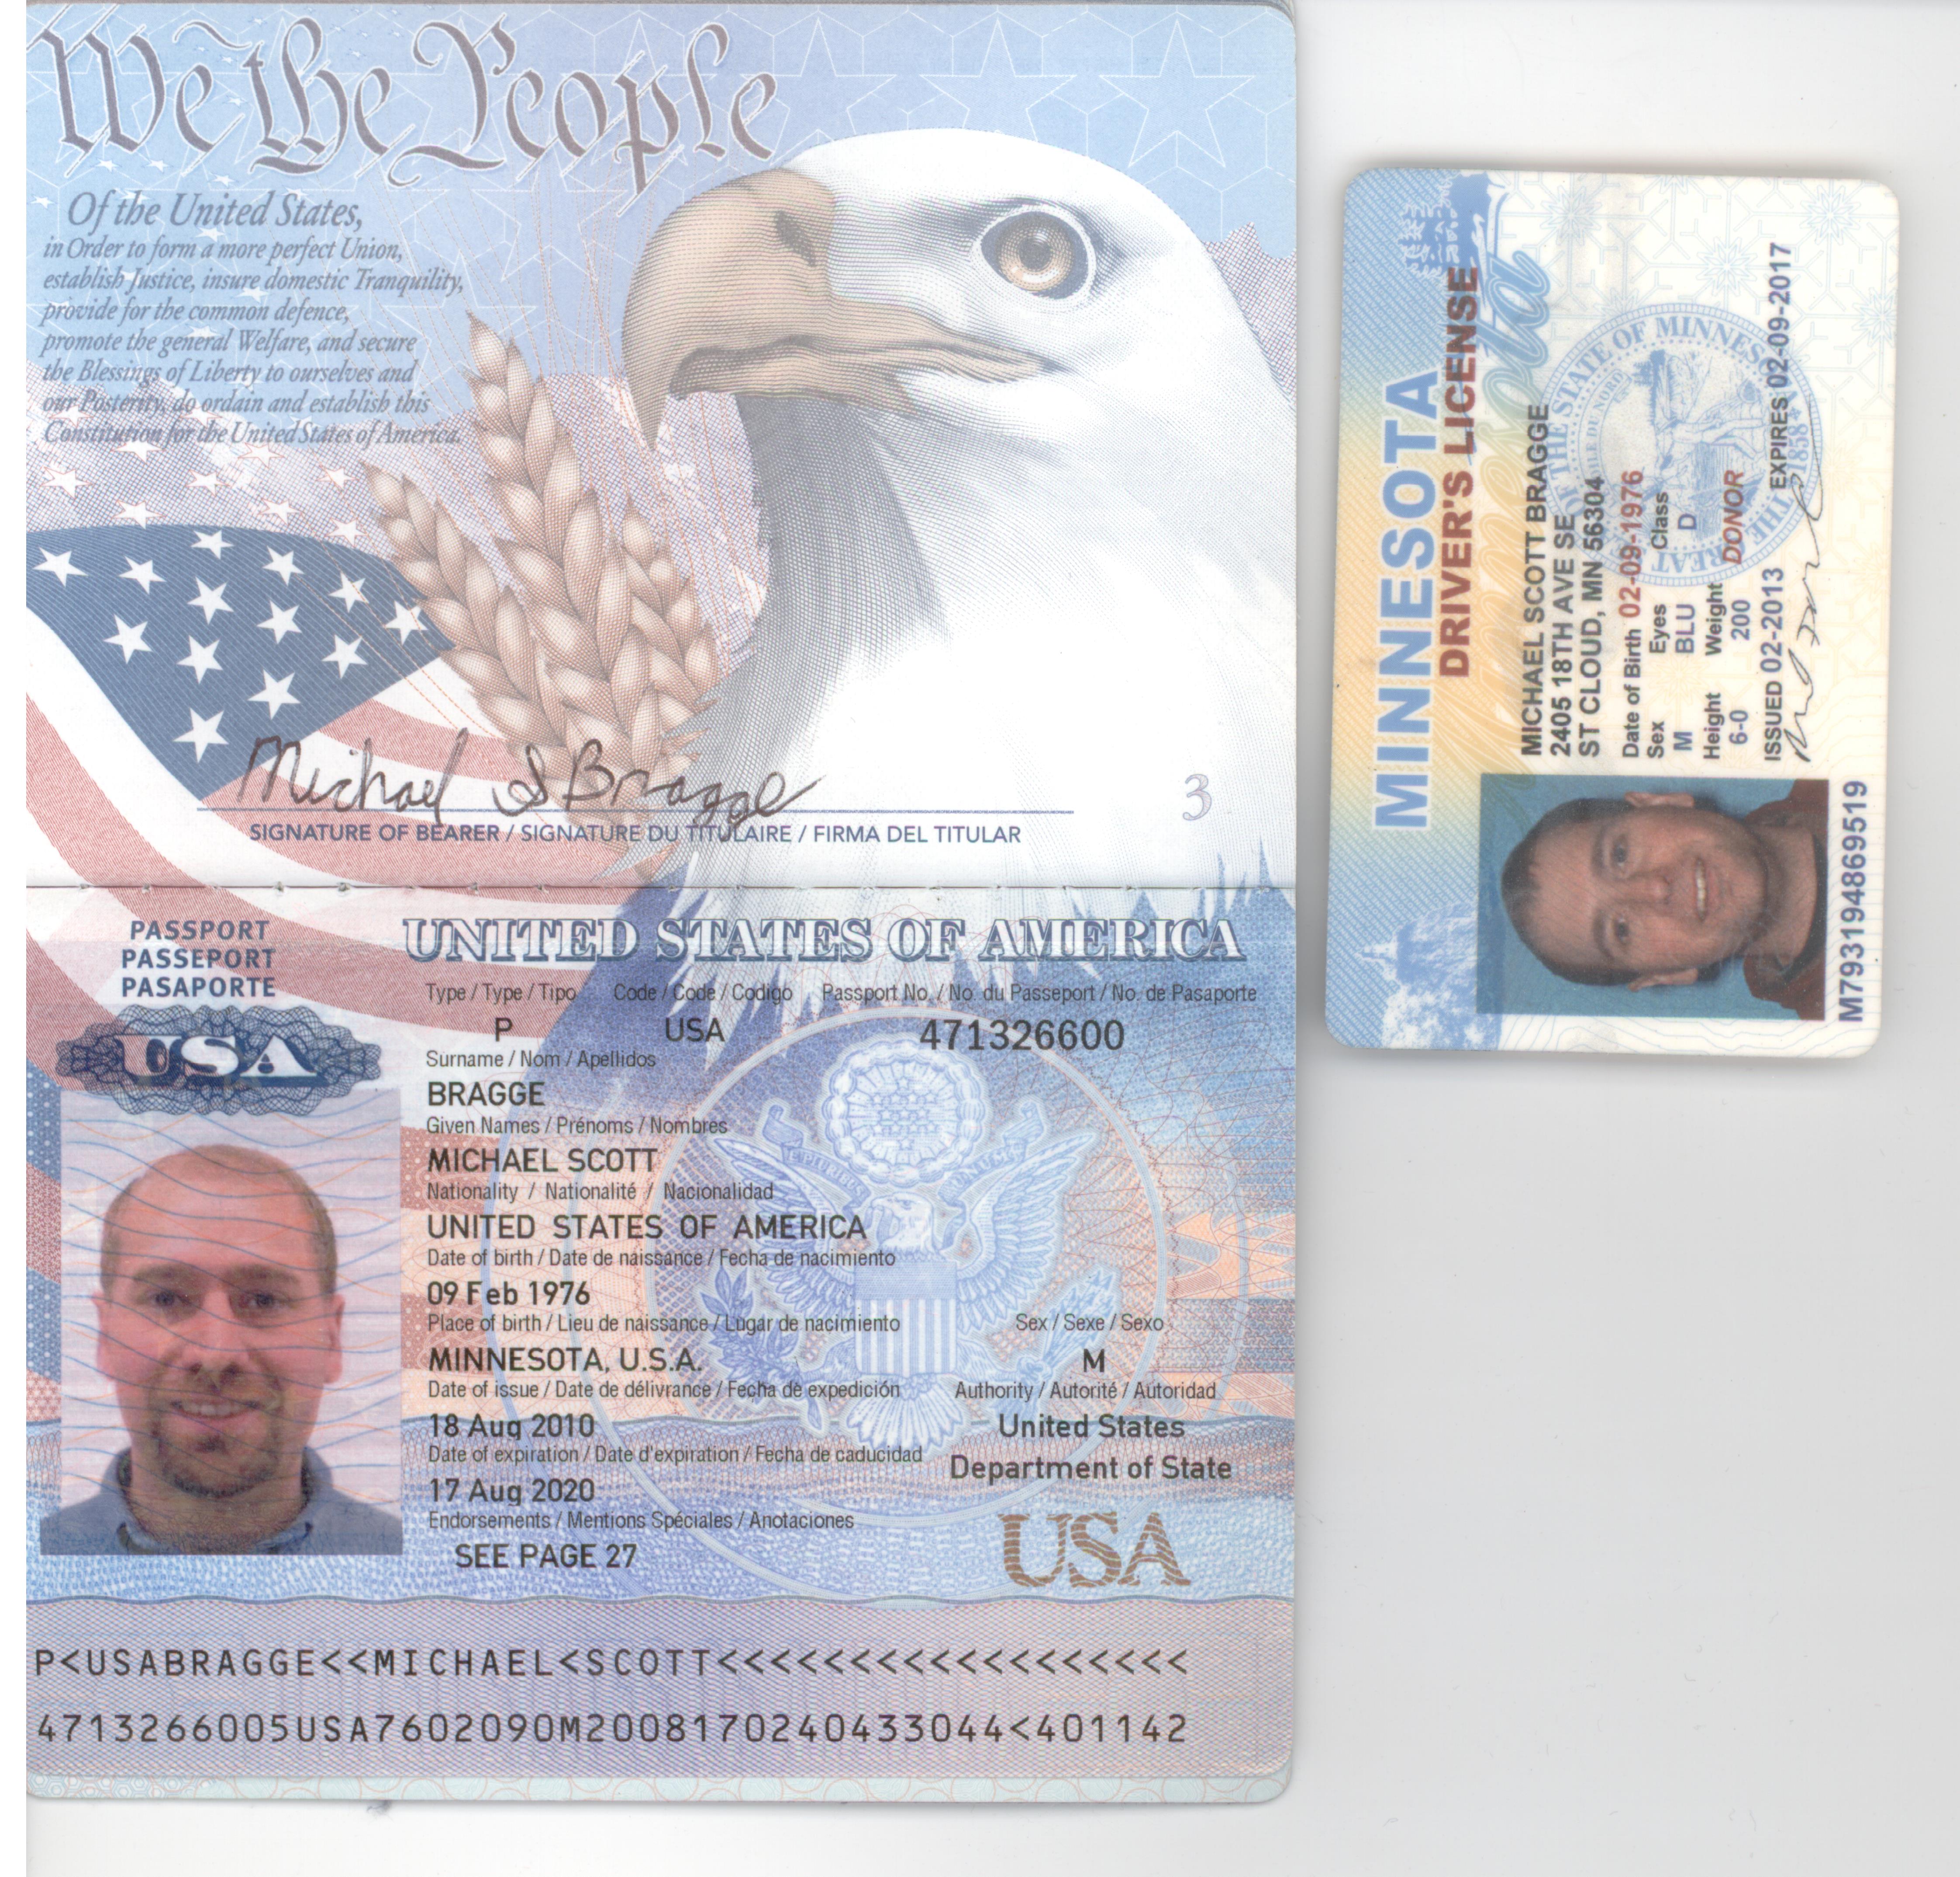 We the People
Of the United States,
in Order to form a more perfect Union,
establish Justice, insure domestic Tranquility,
provide for the common defence,
promote the general Welfare, and secure
the Blessings of Liberty to ourselves and
our Posterity, do ordain and establish this
Constitution for the United States of America.
Michael S Bragge
SIGNATURE OF BEARER / SIGNATURE DU TITULAIRE / FIRMA DEL TITULAR
3
PASSPORT
PASSEPORT
PASAPORTE
USA
UNITED STATES OF AMERICA
Type / Type / Tipo Code / Code / Codigo Passport No. / No. du Passeport / No. de Pasaporte
P USA 471326600
Surname / Nom / Apellidos
BRAGGE
Given Names / Prénoms / Nombres
MICHAEL SCOTT
Nationality / Nationalité / Nacionalidad
UNITED STATES OF AMERICA
Date of birth / Date de naissance / Fecha de nacimiento
09 Feb 1976
Place of birth / Lieu de naissance / Lugar de nacimiento Sex / Sexe / Sexo
MINNESOTA, U.S.A. M
Date of issue / Date de délivrance / Fecha de expedición Authority / Autorité / Autoridad
18 Aug 2010 United States
Date of expiration / Date d'expiration / Fecha de caducidad Department of State
17 Aug 2020
Endorsements / Mentions Spéciales / Anotaciones
SEE PAGE 27
USA
P<USABRAGGE<<MICHAEL<SCOTT<<<<<<<<<<<<<<<<<<
4713266005USA7602090M2008170240433044<401142
MINNESOTA
DRIVER'S LICENSE
MICHAEL SCOTT BRAGGE
2405 18TH AVE SE
ST CLOUD, MN 56304
Date of Birth 02-09-1976
Sex Eyes Class
M BLU D
Height Weight
6-0 200 DONOR
ISSUED 02-2013 EXPIRES 02-09-2017
M793194869519